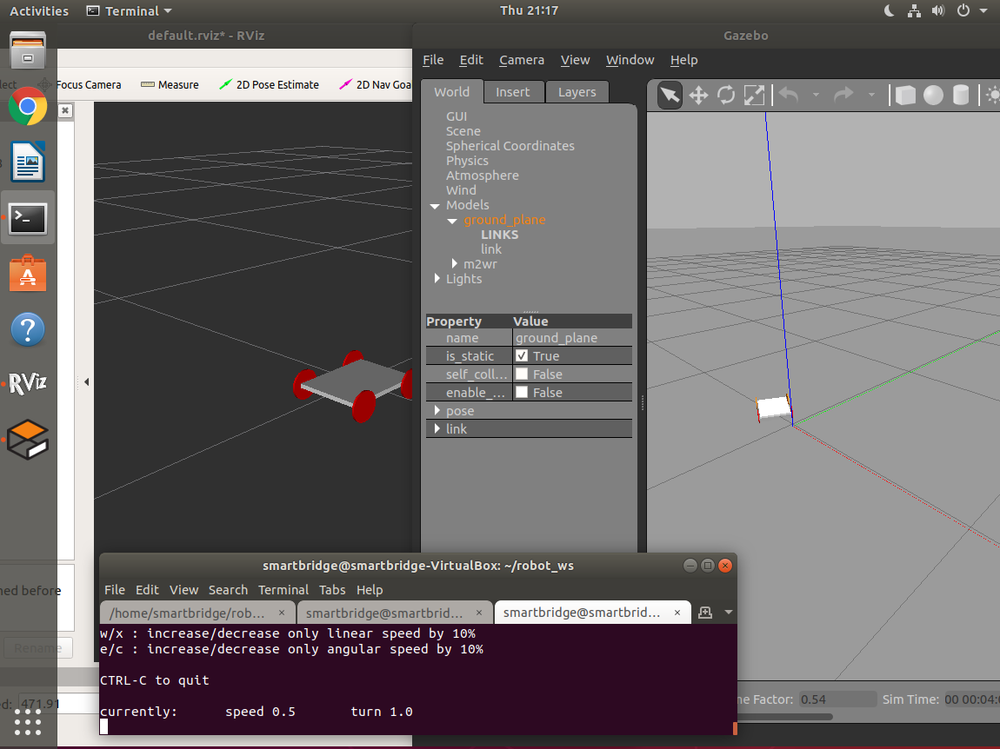 Activities Terminal Thu 21:17
default.rviz* - RViz
Focus Camera Measure 2D Pose Estimate 2D Nav Goa
RViz
ned before
Rename
471.91
Gazebo
File Edit Camera View Window Help
World Insert Layers
GUI
Scene
Spherical Coordinates
Physics
Atmosphere
Wind
Models
ground_plane
LINKS
link
m2wr
Lights
Property Value
name ground_plane
is_static True
self_coll... False
enable_... False
pose
link
me Factor: 0.54 Sim Time: 00 00:04:0
smartbridge@smartbridge-VirtualBox: ~/robot_ws
File Edit View Search Terminal Tabs Help
/home/smartbridge/rob... × smartbridge@smartbrid... × smartbridge@smartbrid... ×
w/x : increase/decrease only linear speed by 10%
e/c : increase/decrease only angular speed by 10%
CTRL-C to quit
currently: speed 0.5 turn 1.0